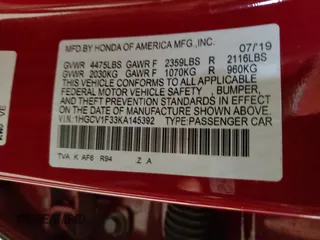 MFD.BY HONDA OF AMERICA MFG.,INC. 07/19
GVWR 4475LBS GAWR F 2359LBS R 2116LBS
GVWR 2030KG GAWR F 1070KG R 960KG
THIS VEHICLE CONFORMS TO ALL APPLICABLE
FEDERAL MOTOR VEHICLE SAFETY , BUMPER,
AND THEFT PREVENTION STANDARDS IN EFFECT
ON THE DATE OF MANUFACTURE SHOWN ABOVE.
V.I.N.:1HGCV1F33KA145392 TYPE:PASSENGER CAR
TVA K AF6 R94 Z A
VE